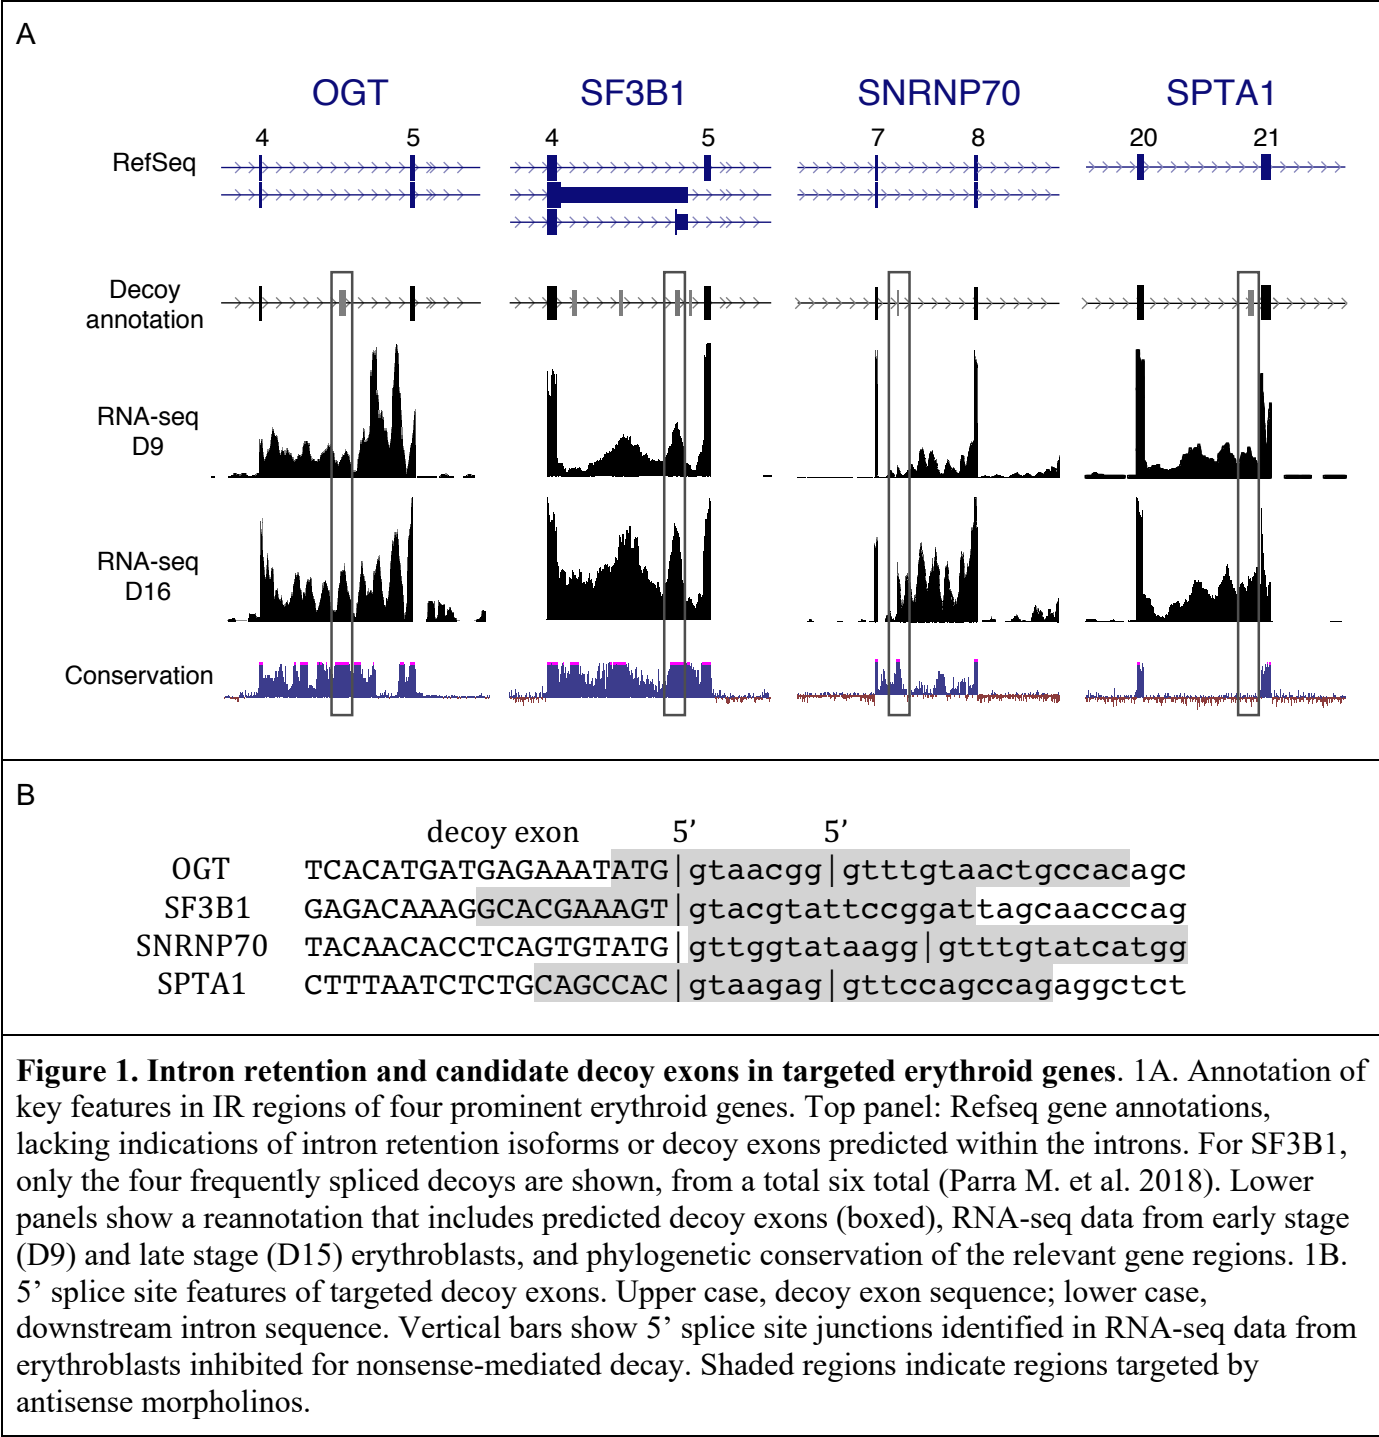 A
OGT SF3B1 SNRNP70 SPTA1
4 5 4 5 7 8 20 21
RefSeq
Decoy
annotation
RNA-seq
D9
RNA-seq
D16
Conservation
B
decoy exon 5’ 5’
OGT TCACATGATGAGAAATATG|gtaacgg|gtttgtaactgccacagc
SF3B1 GAGACAAAGGCACGAAAGT|gtacgtattccggattagcaacccag
SNRNP70 TACAACACCTCAGTGTATG|gttggtataagg|gtttgtatcatgg
SPTA1 CTTTAATCTCTGCAGCCAC|gtaagag|gttccagccagaggctct
Figure 1. Intron retention and candidate decoy exons in targeted erythroid genes. 1A. Annotation of
key features in IR regions of four prominent erythroid genes. Top panel: Refseq gene annotations,
lacking indications of intron retention isoforms or decoy exons predicted within the introns. For SF3B1,
only the four frequently spliced decoys are shown, from a total six total (Parra M. et al. 2018). Lower
panels show a reannotation that includes predicted decoy exons (boxed), RNA-seq data from early stage
(D9) and late stage (D15) erythroblasts, and phylogenetic conservation of the relevant gene regions. 1B.
5’ splice site features of targeted decoy exons. Upper case, decoy exon sequence; lower case,
downstream intron sequence. Vertical bars show 5’ splice site junctions identified in RNA-seq data from
erythroblasts inhibited for nonsense-mediated decay. Shaded regions indicate regions targeted by
antisense morpholinos.